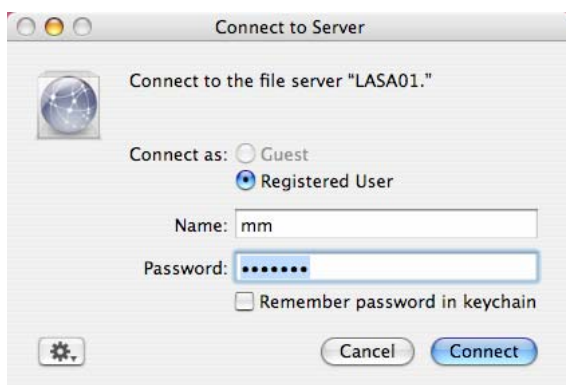 Connect to Server
Connect to the file server "LASA01."
Connect as: Guest
Registered User
Name: mm
Password: •••••••
Remember password in keychain
Cancel Connect